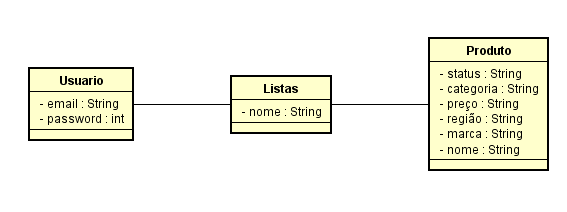 Usuario
- email : String
- password : int
Listas
- nome : String
Produto
- status : String
- categoria : String
- preço : String
- região : String
- marca : String
- nome : String